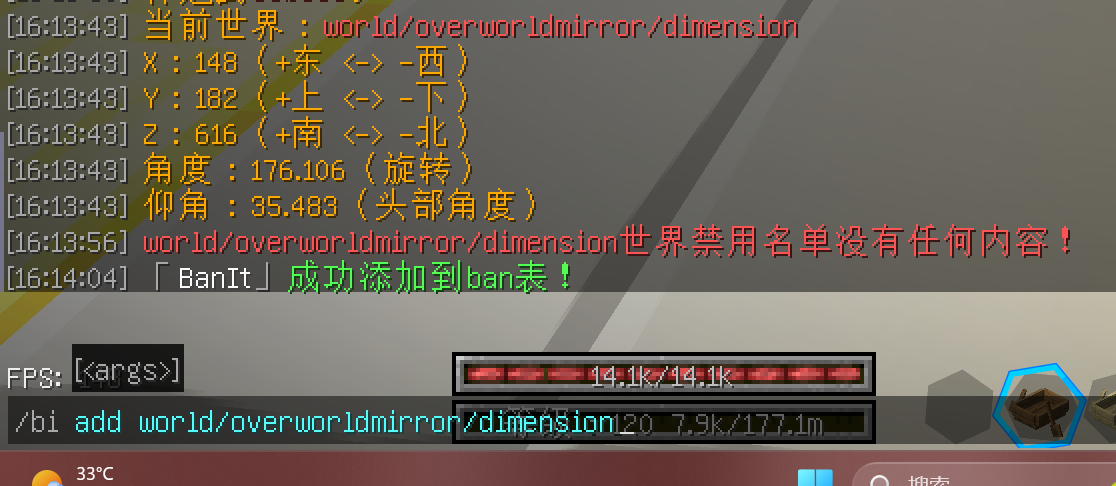 [16:13:43] 当前世界：world/overworldmirror/dimension
[16:13:43] X：148（+东 <-> -西）
[16:13:43] Y：182（+上 <-> -下）
[16:13:43] Z：616（+南 <-> -北）
[16:13:43] 角度：176.106（旋转）
[16:13:43] 仰角：35.483（头部角度）
[16:13:56] world/overworldmirror/dimension世界禁用名单没有任何内容！
[16:14:04] 「BanIt」成功添加到ban表！
FPS:
[<args>]
14.1k/14.1k
/bi add world/overworldmirror/dimension_
120 7.9k/177.1m
33°C
搜索